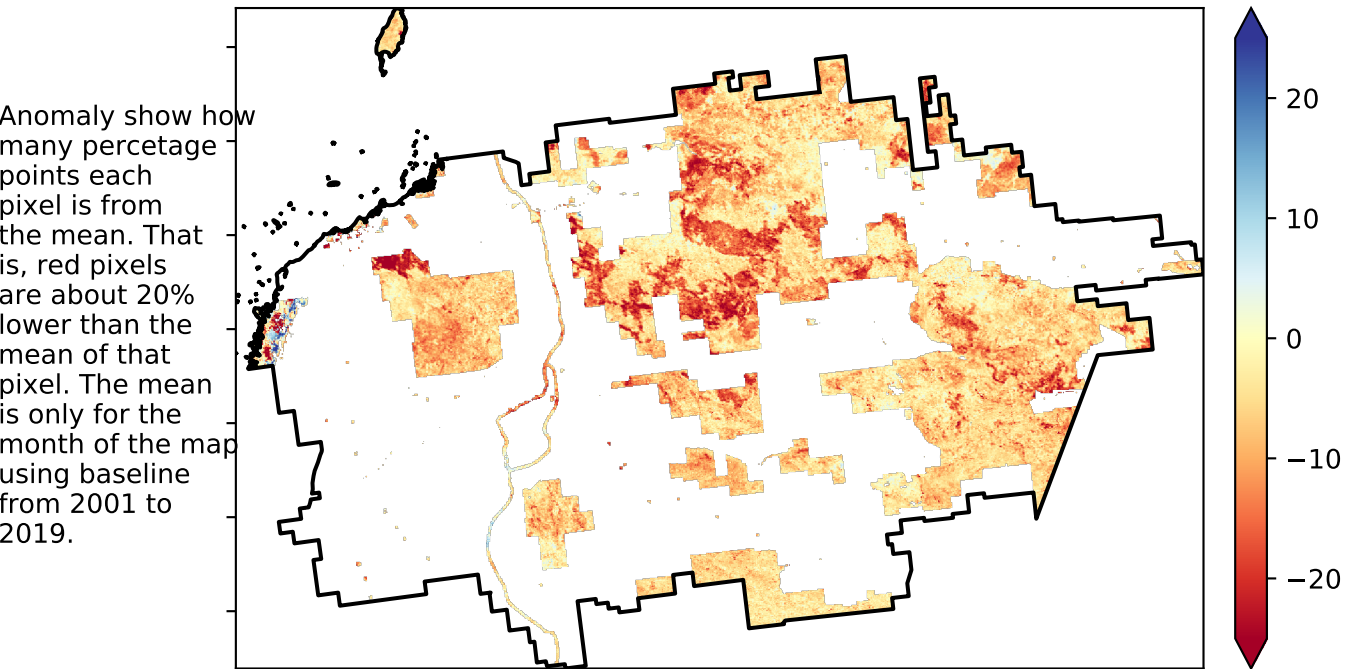 Anomaly show how
many percetage
points each
pixel is from
the mean. That
is, red pixels
are about 20%
lower than the
mean of that
pixel. The mean
is only for the
month of the map
using baseline
from 2001 to
2019.
20
10
0
−10
−20